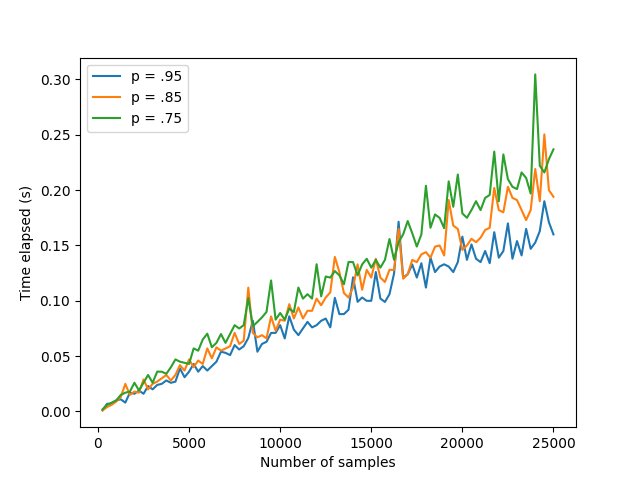 p = .95
p = .85
p = .75
0.30
0.25
0.20
0.15
0.10
0.05
0.00
Time elapsed (s)
0 5000 10000 15000 20000 25000
Number of samples